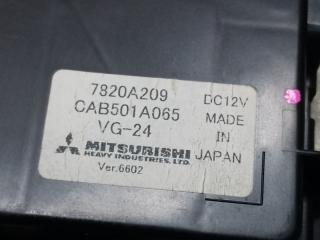 7820A209
CAB501A065
VG-24
DC12V
MADE
IN
JAPAN
MITSUBISHI
HEAVY INDUSTRIES, LTD.
Ver.6602